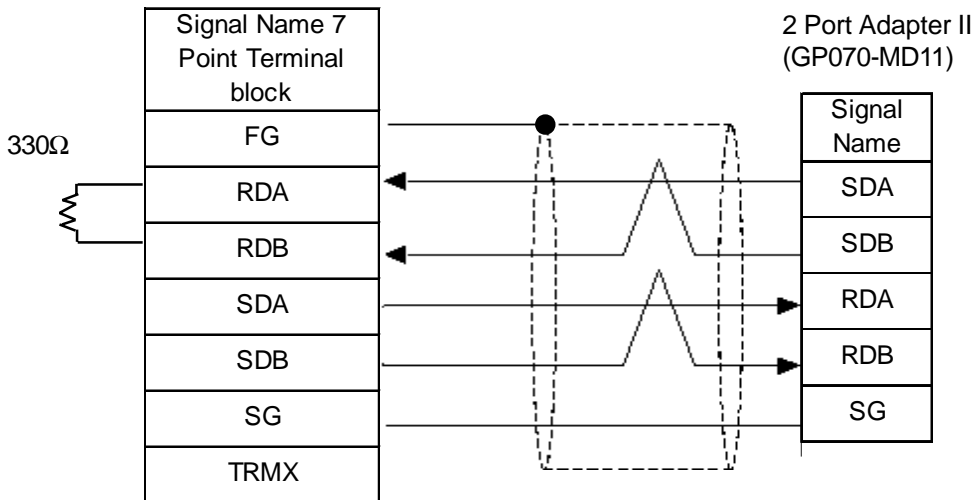 Signal Name 7
Point Terminal
block
FG
RDA
RDB
SDA
SDB
SG
TRMX
330Ω
2 Port Adapter II
(GP070-MD11)
Signal
Name
SDA
SDB
RDA
RDB
SG